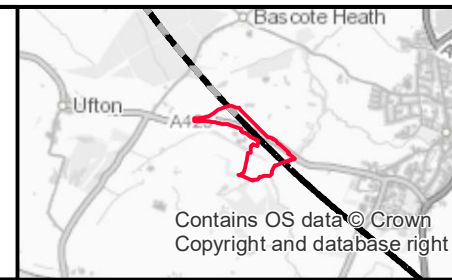 Bascote Heath
Ufton
A425
Contains OS data © Crown
Copyright and database right